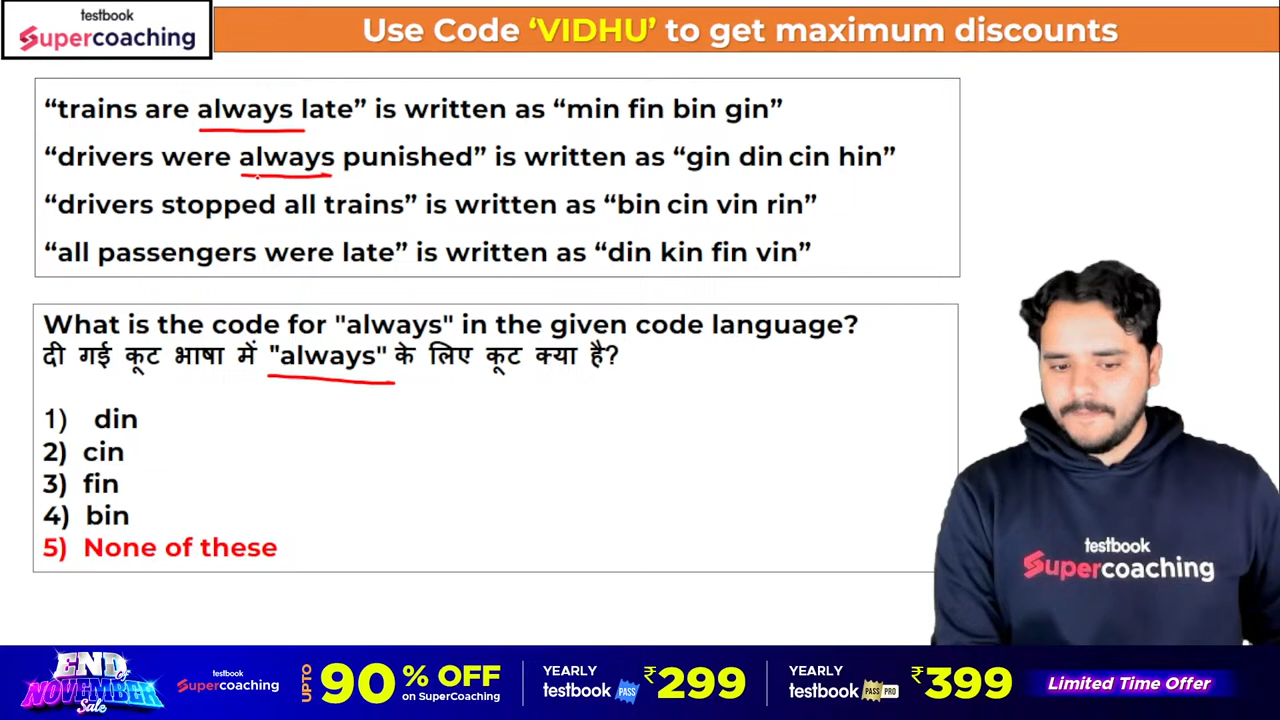 testbook
Supercoaching
Use Code ‘VIDHU’ to get maximum discounts
“trains are always late” is written as “min fin bin gin”
“drivers were always punished” is written as “gin din cin hin”
“drivers stopped all trains” is written as “bin cin vin rin”
“all passengers were late” is written as “din kin fin vin”
What is the code for "always" in the given code language?
दी गई कूट भाषा में "always" के लिए कूट क्या है?
1) din
2) cin
3) fin
4) bin
5) None of these
testbook
Supercoaching
END of
NOVEMBER
Sale
testbook
Supercoaching
UPTO 90% OFF
on SuperCoaching
YEARLY
testbook PASS ₹299
YEARLY
testbook PASS PRO ₹399
Limited Time Offer